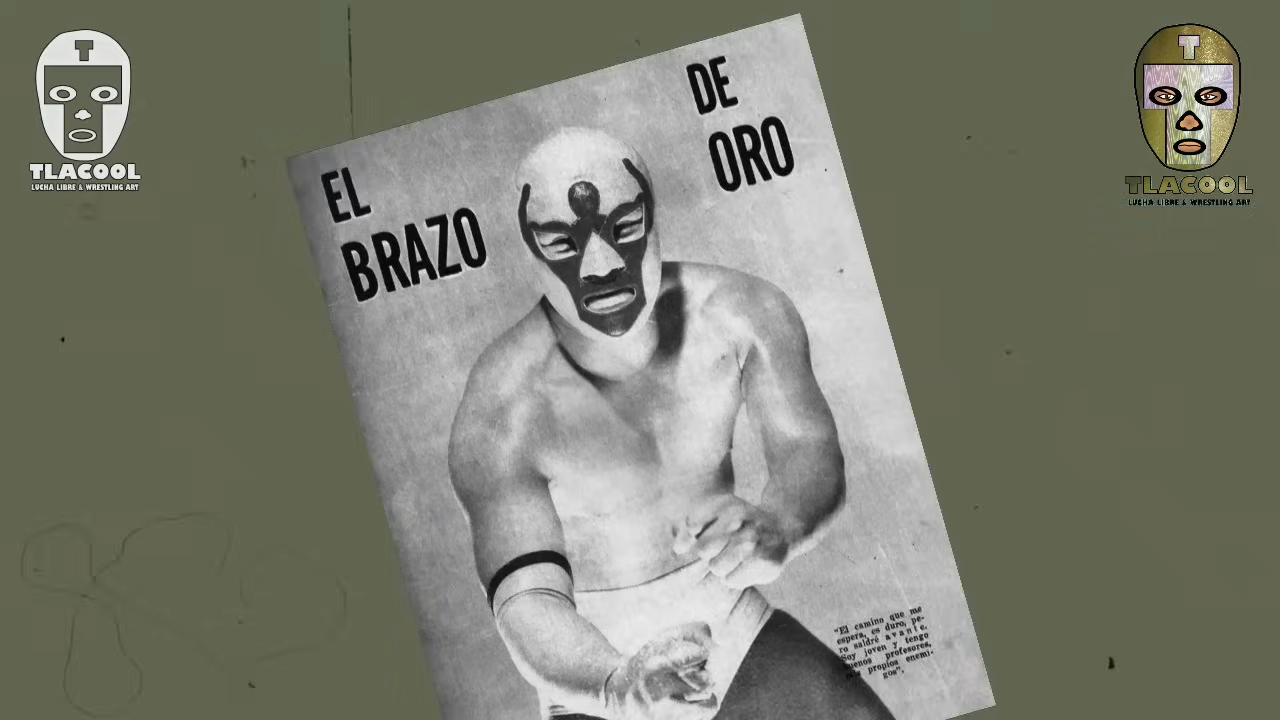 T
TLACOOL
LUCHA LIBRE & WRESTLING ART
EL
BRAZO
DE
ORO
T
TLACOOL
LUCHA LIBRE & WRESTLING ART
"El camino que me
espera, es duro, pe-
ro saldré avante.
Soy joven y tengo
buenos profesores,
mis propios enemi-
gos".